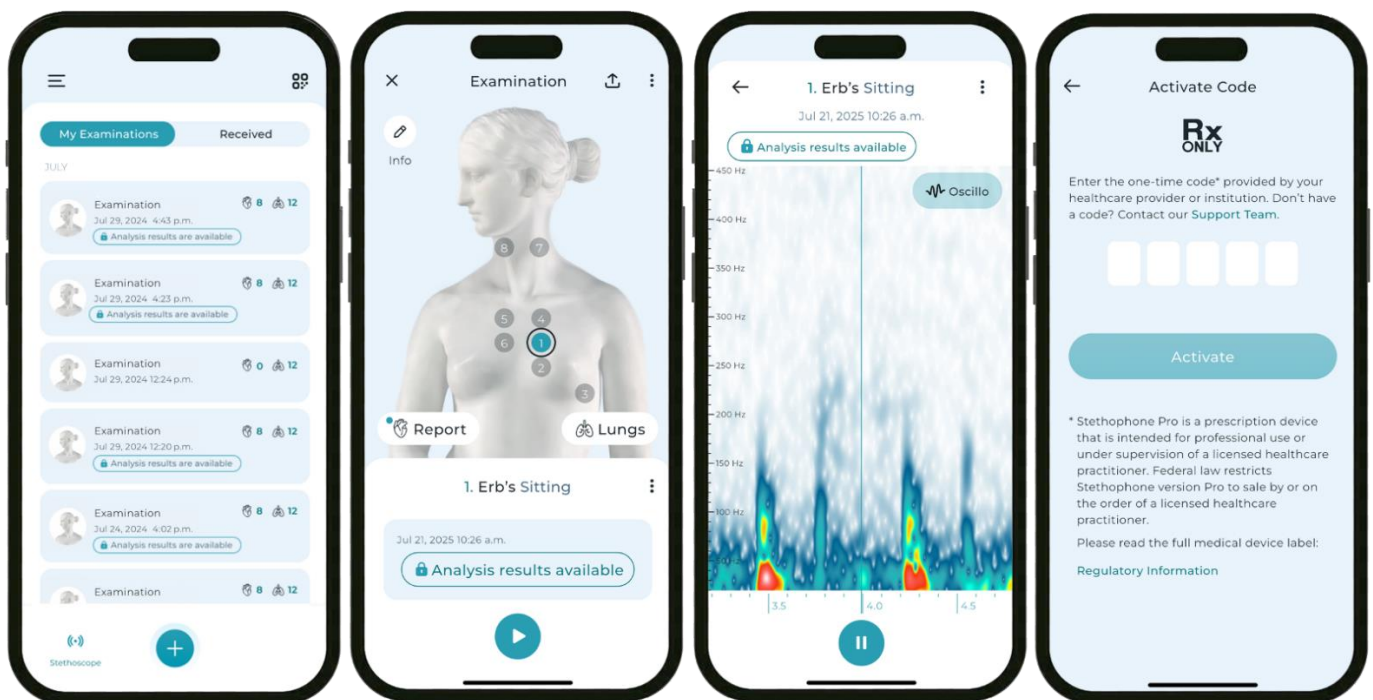 My Examinations
Received
JULY
Examination
8
12
Jul 29, 2024 4:43 p.m.
Analysis results are available
Examination
8
12
Jul 29, 2024 4:23 p.m.
Analysis results are available
Examination
0
12
Jul 29, 2024 12:24 p.m.
Examination
8
12
Jul 29, 2024 12:20 p.m.
Analysis results are available
Examination
8
12
Jul 24, 2024 4:02 p.m.
Analysis results are available
Examination
8
12
Stethoscope
Examination
Info
8
7
5
4
6
1
2
3
Report
Lungs
1. Erb's Sitting
Jul 21, 2025 10:26 a.m.
Analysis results available
1. Erb's Sitting
Jul 21, 2025 10:26 a.m.
Analysis results available
450 Hz
Oscillo
400 Hz
350 Hz
300 Hz
250 Hz
200 Hz
150 Hz
100 Hz
50 Hz
3.5
4.0
4.5
Activate Code
Rx
ONLY
Enter the one-time code* provided by your
healthcare provider or institution. Don't have
a code? Contact our Support Team.
Activate
* Stethophone Pro is a prescription device
that is intended for professional use or
under supervision of a licensed healthcare
practitioner. Federal law restricts
Stethophone version Pro to sale by or on
the order of a licensed healthcare
practitioner.
Please read the full medical device label:
Regulatory Information